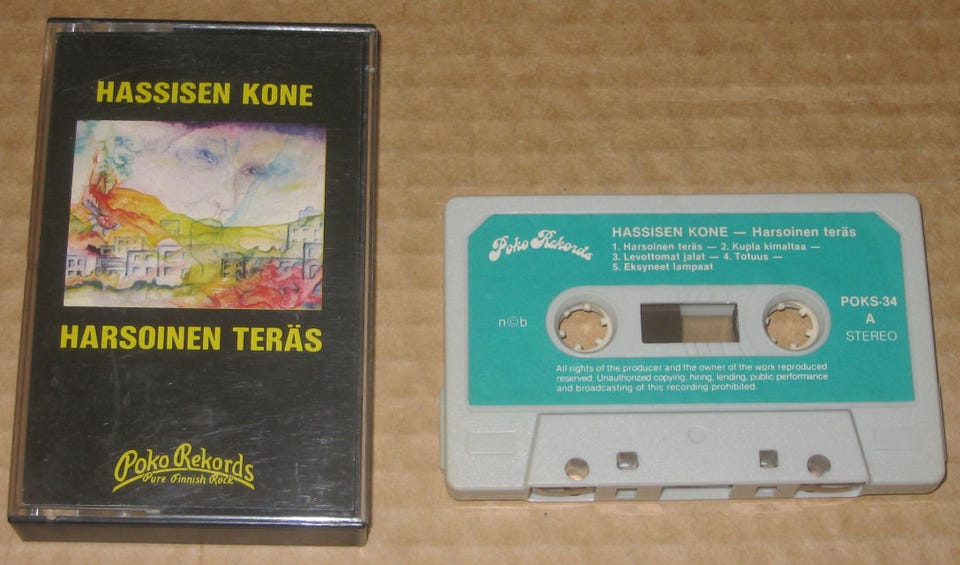 HASSISEN KONE
HARSOINEN TERÄS
Poko Rekords
Pure Finnish Rock
Poko Rekords
HASSISEN KONE — Harsoinen teräs
1. Harsoinen teräs — 2. Kupla kimaltaa —
3. Levottomat jalat — 4. Totuus —
5. Eksyneet lampaat
n©b
POKS-34
A
STEREO
All rights of the producer and the owner of the work reproduced
reserved. Unauthorized copying, hiring, lending, public performance
and broadcasting of this recording prohibited.